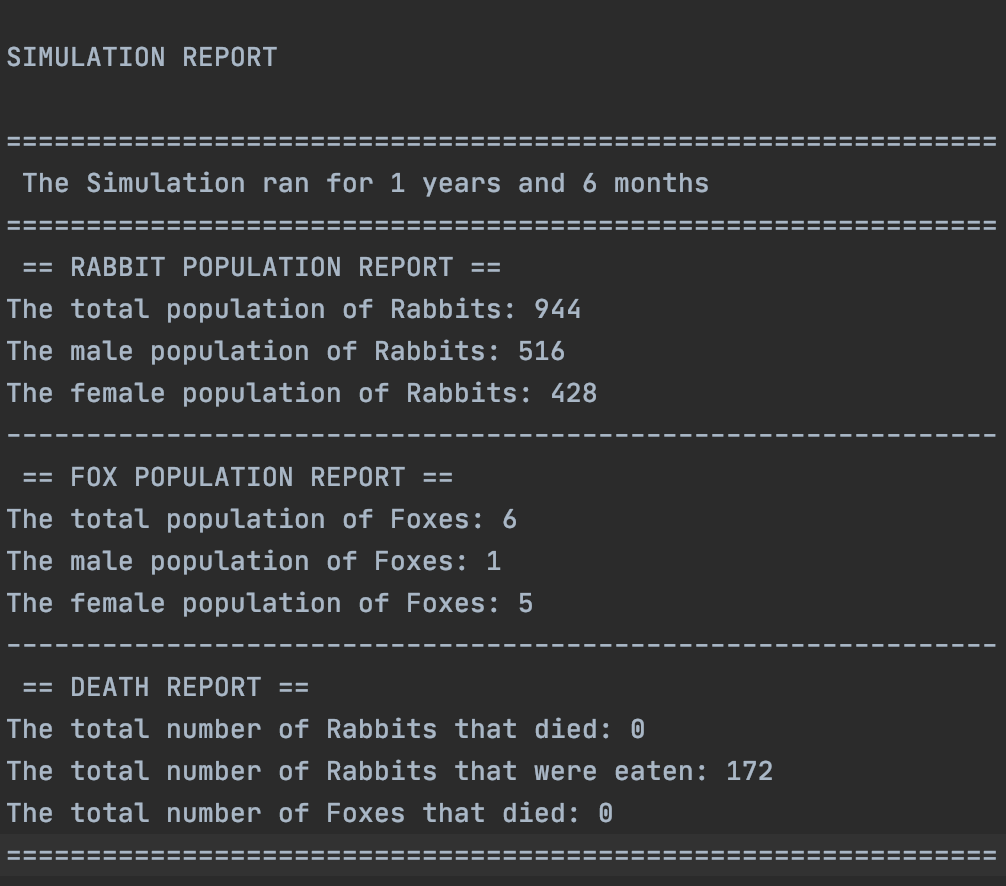 SIMULATION REPORT
==============================================================
 The Simulation ran for 1 years and 6 months
==============================================================
 == RABBIT POPULATION REPORT ==
The total population of Rabbits: 944
The male population of Rabbits: 516
The female population of Rabbits: 428
--------------------------------------------------------------
 == FOX POPULATION REPORT ==
The total population of Foxes: 6
The male population of Foxes: 1
The female population of Foxes: 5
--------------------------------------------------------------
 == DEATH REPORT ==
The total number of Rabbits that died: 0
The total number of Rabbits that were eaten: 172
The total number of Foxes that died: 0
==============================================================